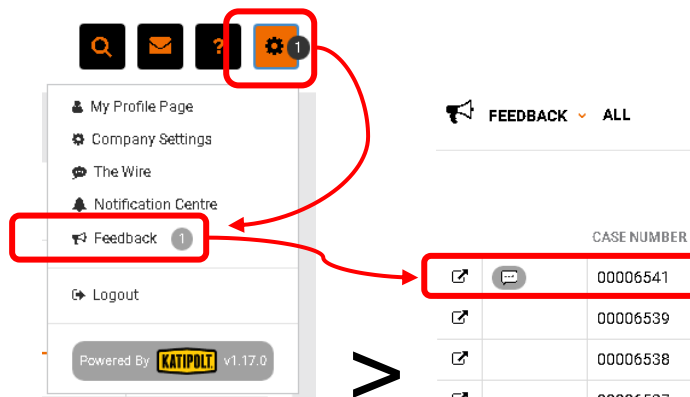 ?
1
My Profile Page
Company Settings
The Wire
Notification Centre
Feedback 1
Logout
Powered By KATIPOLT v1.17.0
>
FEEDBACK ALL
CASE NUMBER
00006541
00006539
00006538